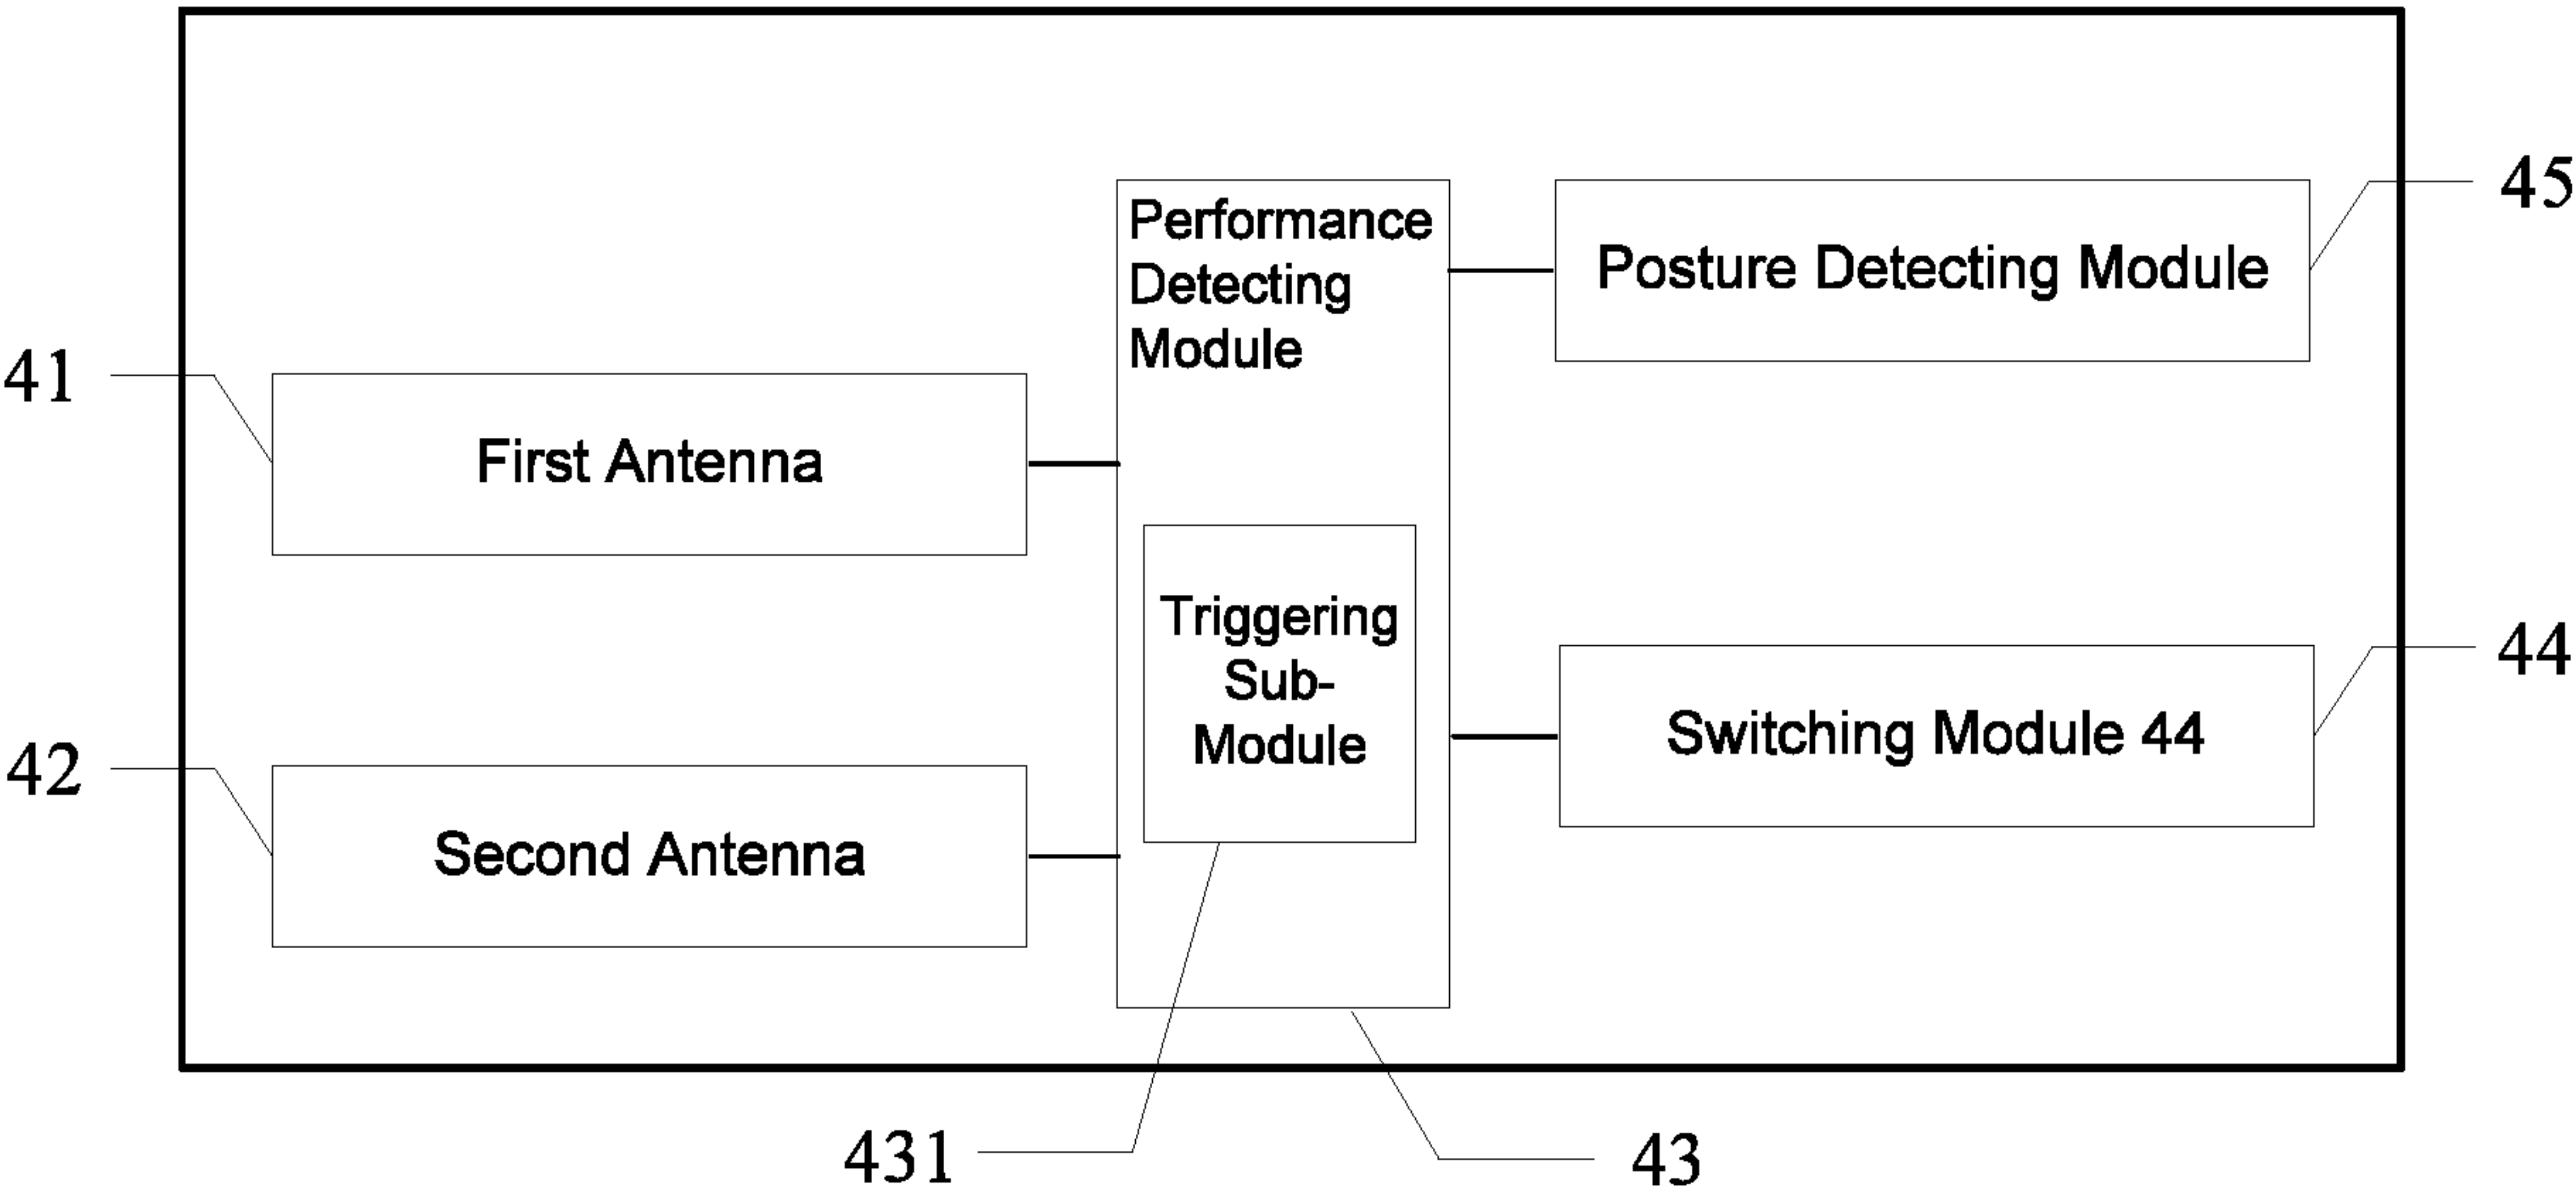 Performance
Detecting
Module
45
Posture Detecting Module
41
First Antenna
Triggering
Sub-
Module
44
Switching Module 44
42
Second Antenna
431
43